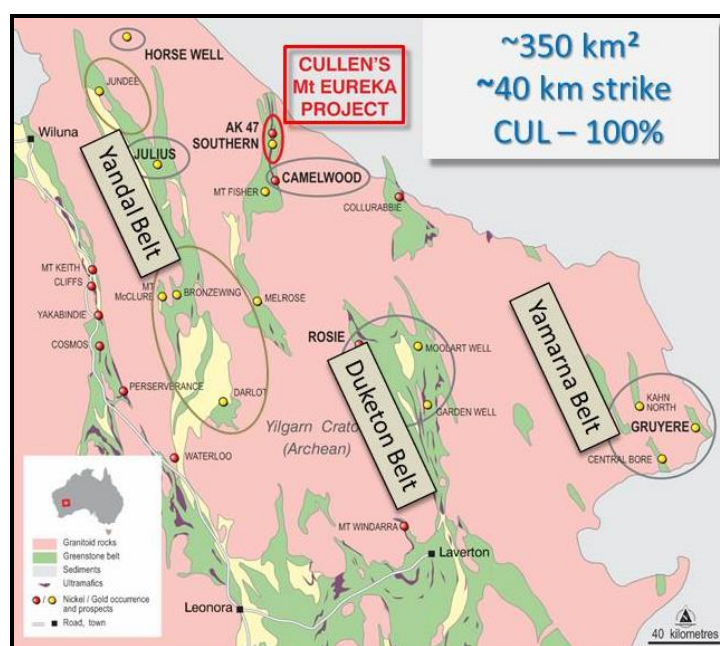 ~350 km²
~40 km strike
CUL – 100%
CULLEN'S
Mt EUREKA
PROJECT
HORSE WELL
JUNDEE
Wiluna
JULIUS
AK 47
SOUTHERN
CAMELWOOD
MT FISHER
COLLURABBIE
Yandal Belt
MT KEITH
CLIFFS
MT
McCLURE
BRONZEWING
MELROSE
YAKABINDIE
COSMOS
ROSIE
MOOLART WELL
Duketon Belt
Yamarna Belt
PERSERVERANCE
DARLOT
GARDEN WELL
KAHN
NORTH
GRUYERE
CENTRAL BORE
Yilgarn Crato
(Archean)
WATERLOO
MT WINDARRA
Laverton
Leonora
Granitoid rocks
Greenstone belt
Sediments
Ultramafics
/ Nickel / Gold occurrence
and prospects
Road, town
40 kilometres